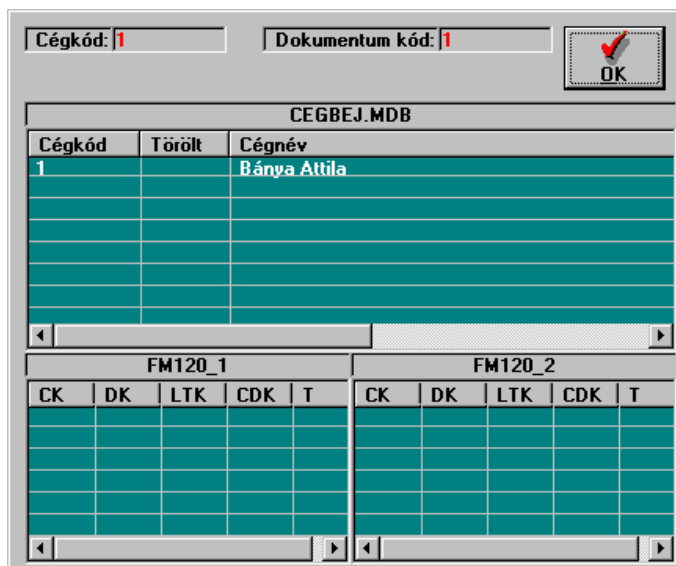 Cégkód: 1 Dokumentum kód: 1
OK
CEGBEJ.MDB
Cégkód Törölt Cégnév
1 Bánya Attila
FM120_1 FM120_2
CK DK LTK CDK T CK DK LTK CDK T